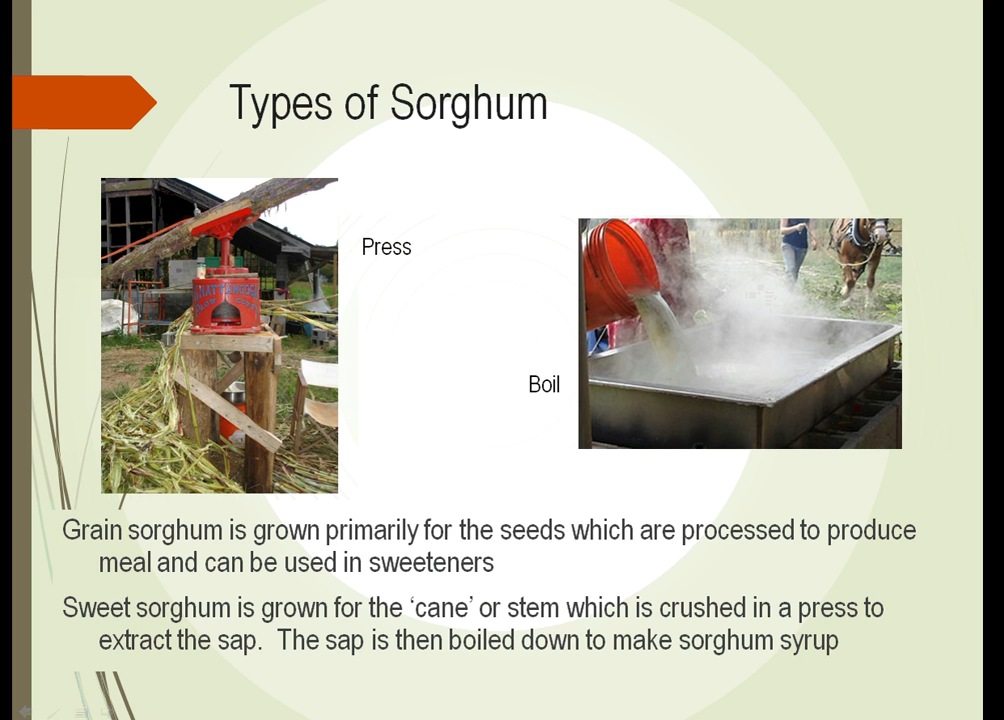 Types of Sorghum
Press
Boil
Grain sorghum is grown primarily for the seeds which are processed to produce
meal and can be used in sweeteners
Sweet sorghum is grown for the ‘cane’ or stem which is crushed in a press to
extract the sap.  The sap is then boiled down to make sorghum syrup